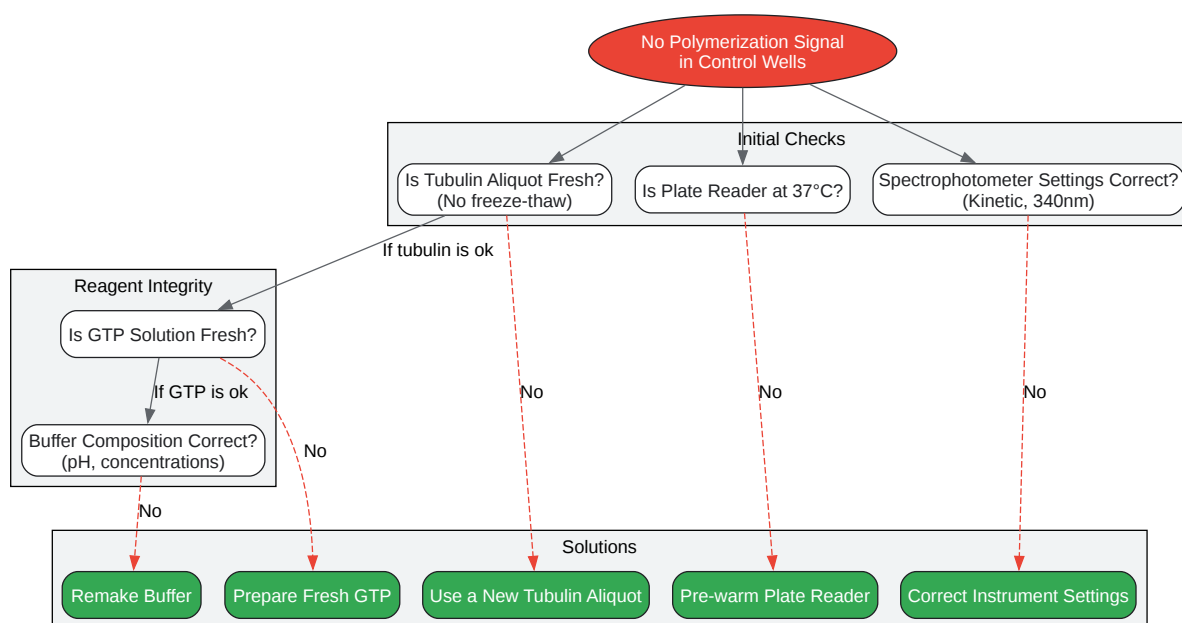 No Polymerization Signal
in Control Wells
Initial Checks
Is Tubulin Aliquot Fresh?
(No freeze-thaw)
Is Plate Reader at 37°C?
Spectrophotometer Settings Correct?
(Kinetic, 340nm)
If tubulin is ok
Reagent Integrity
Is GTP Solution Fresh?
If GTP is ok
No
No
No
Buffer Composition Correct?
(pH, concentrations)
No
No
Solutions
Remake Buffer
Prepare Fresh GTP
Use a New Tubulin Aliquot
Pre-warm Plate Reader
Correct Instrument Settings